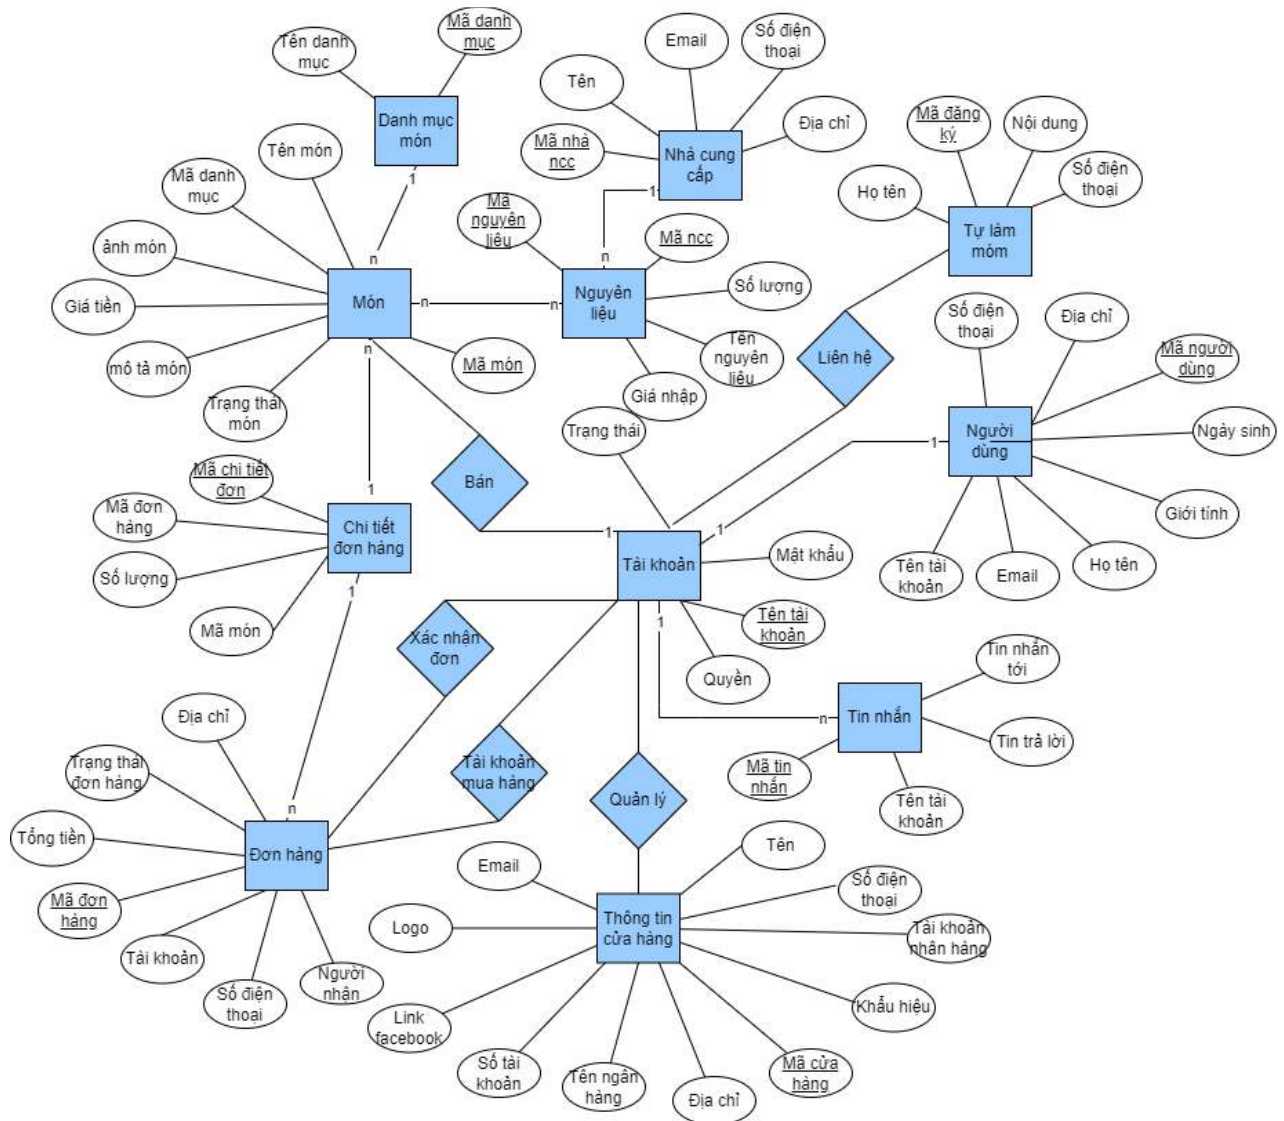 Mã danh
mục
Tên danh
mục
Danh mục
món
1
Email
Số điện
thoại
Tên
Địa chỉ
Mã nhà
ncc
Nhà cung
cấp
1
Mã đăng
ký
Nội dung
Số điện
thoại
Họ tên
Tự làm
móm
Tên món
Mã danh
mục
ảnh món
Giá tiền
mô tả món
Trạng thái
món
Món
n
n
n
Mã món
Mã
nguyên
liệu
n
n
Mã ncc
Số lượng
Nguyên
liệu
Tên
nguyên
liệu
Giá nhập
Trạng thái
Liên hệ
Số điện
thoại
Địa chỉ
Mã người
dùng
Ngày sinh
Giới tính
Người
dùng
1
Tên tài
khoản
Email
Họ tên
Bán
Mã chi tiết
đơn
Mã đơn
hàng
Số lượng
Mã món
Chi tiết
đơn hàng
1
1
1
1
Tài khoản
Mật khẩu
Tên tài
khoản
Quyền
1
Xác nhận
đơn
Tài khoản
mua hàng
Quản lý
Tin nhắn
n
Tin nhắn
tới
Tin trả lời
Mã tin
nhắn
Tên tài
khoản
Địa chỉ
Trạng thái
đơn hàng
Tổng tiền
Mã đơn
hàng
Tài khoản
Số điện
thoại
Người
nhận
n
Đơn hàng
Email
Logo
Link
facebook
Số tài
khoản
Tên ngân
hàng
Địa chỉ
Mã cửa
hàng
Khẩu hiệu
Tài khoản
nhân hàng
Số điện
thoại
Tên
Thông tin
cửa hàng